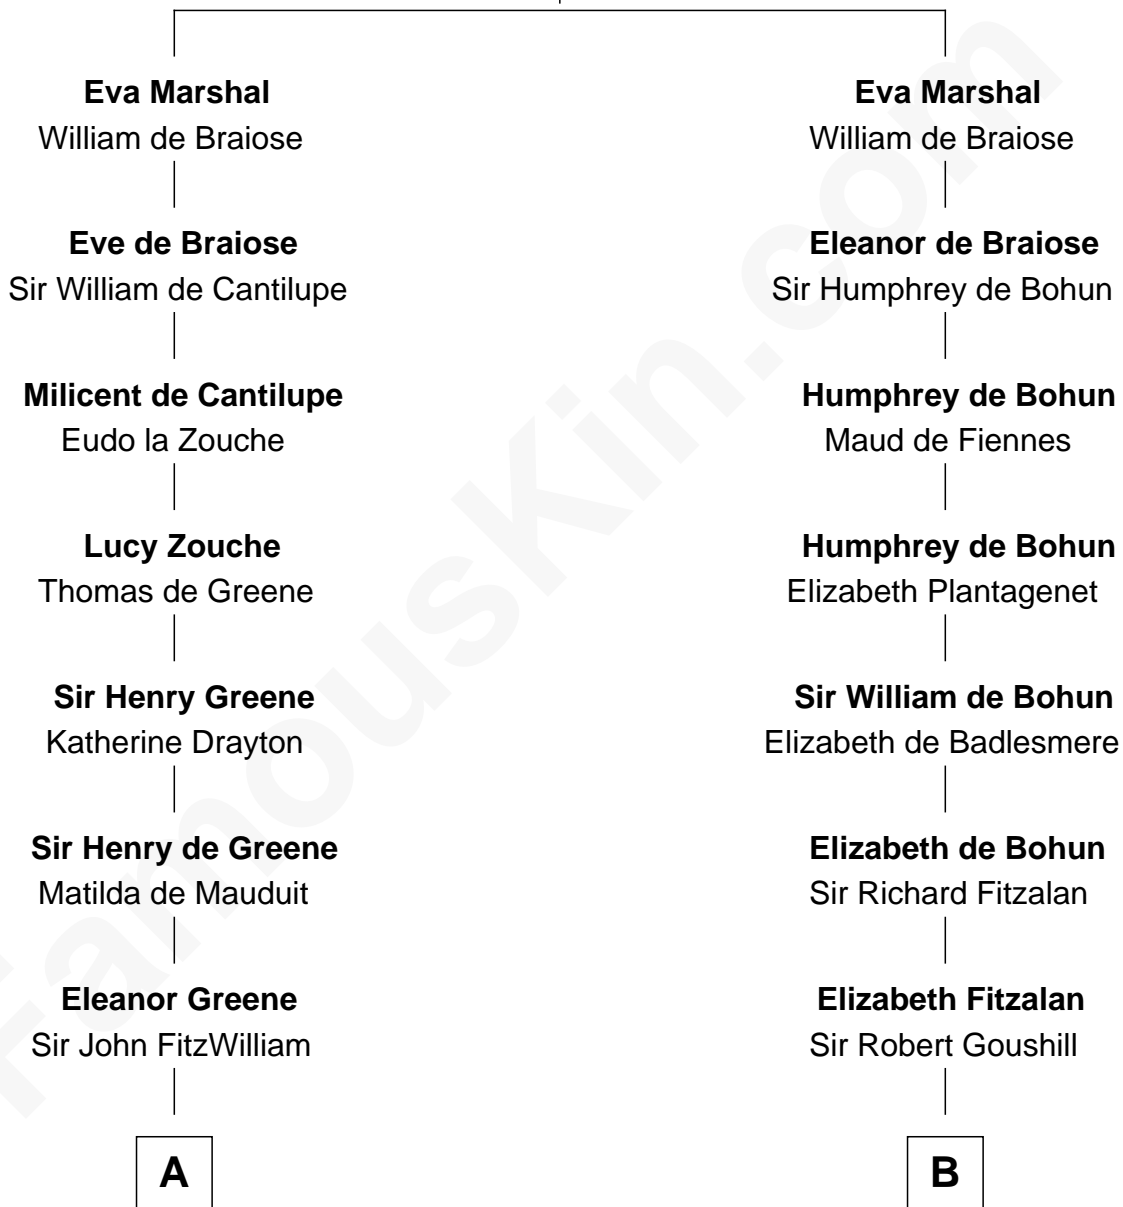 Eva Marshal
William de Braiose
Eve de Braiose
Sir William de Cantilupe
Milicent de Cantilupe
Eudo la Zouche
Lucy Zouche
Thomas de Greene
Sir Henry Greene
Katherine Drayton
Sir Henry de Greene
Matilda de Mauduit
Eleanor Greene
Sir John FitzWilliam
A
Eva Marshal
William de Braiose
Eleanor de Braiose
Sir Humphrey de Bohun
Humphrey de Bohun
Maud de Fiennes
Humphrey de Bohun
Elizabeth Plantagenet
Sir William de Bohun
Elizabeth de Badlesmere
Elizabeth de Bohun
Sir Richard Fitzalan
Elizabeth Fitzalan
Sir Robert Goushill
B
FamousKin.com